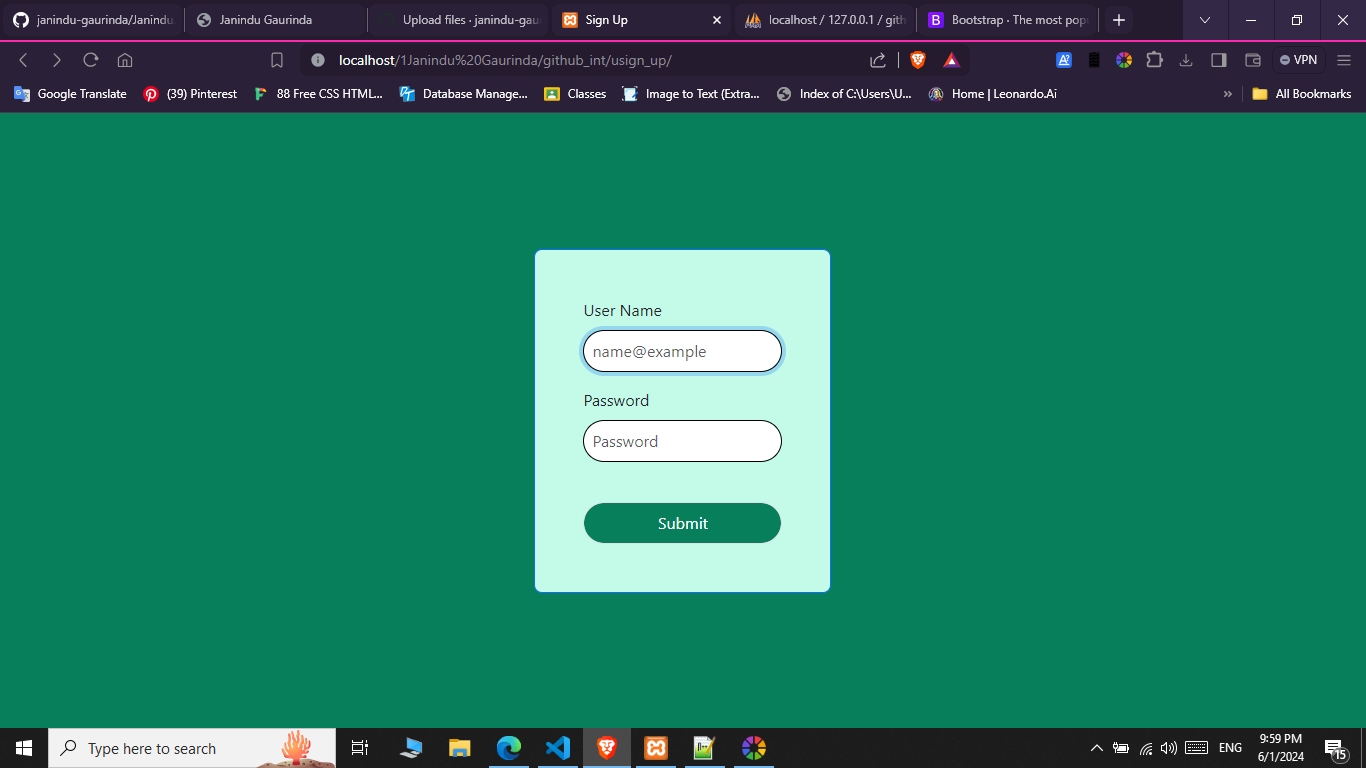 janindu-gaurinda/Janindu
Janindu Gaurinda
Upload files · janindu-gaur
Sign Up
localhost / 127.0.0.1 / gith
Bootstrap · The most pop
localhost/1Janindu%20Gaurinda/github_int/usign_up/
VPN
Google Translate
(39) Pinterest
88 Free CSS HTML...
Database Manage...
Classes
Image to Text (Extra...
Index of C:\Users\U...
Home | Leonardo.Ai
»
All Bookmarks
User Name
name@example
Password
Password
Submit
Type here to search
ENG
9:59 PM
6/1/2024
15